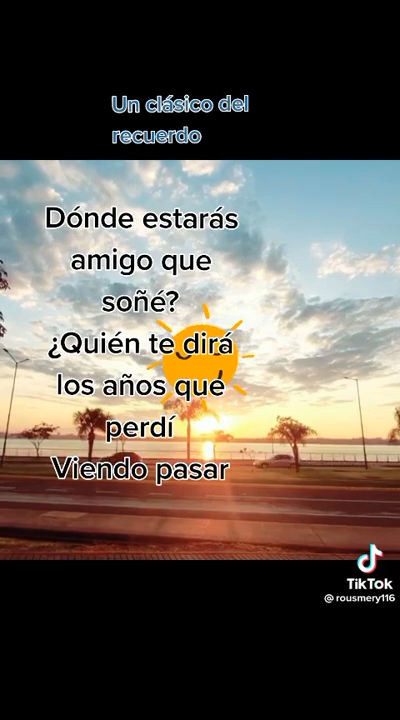 Un clásico del
recuerdo
Dónde estarás
amigo que
soñé?
¿Quién te dirá
los años que
perdí
Viendo pasar
TikTok
@rousmery116